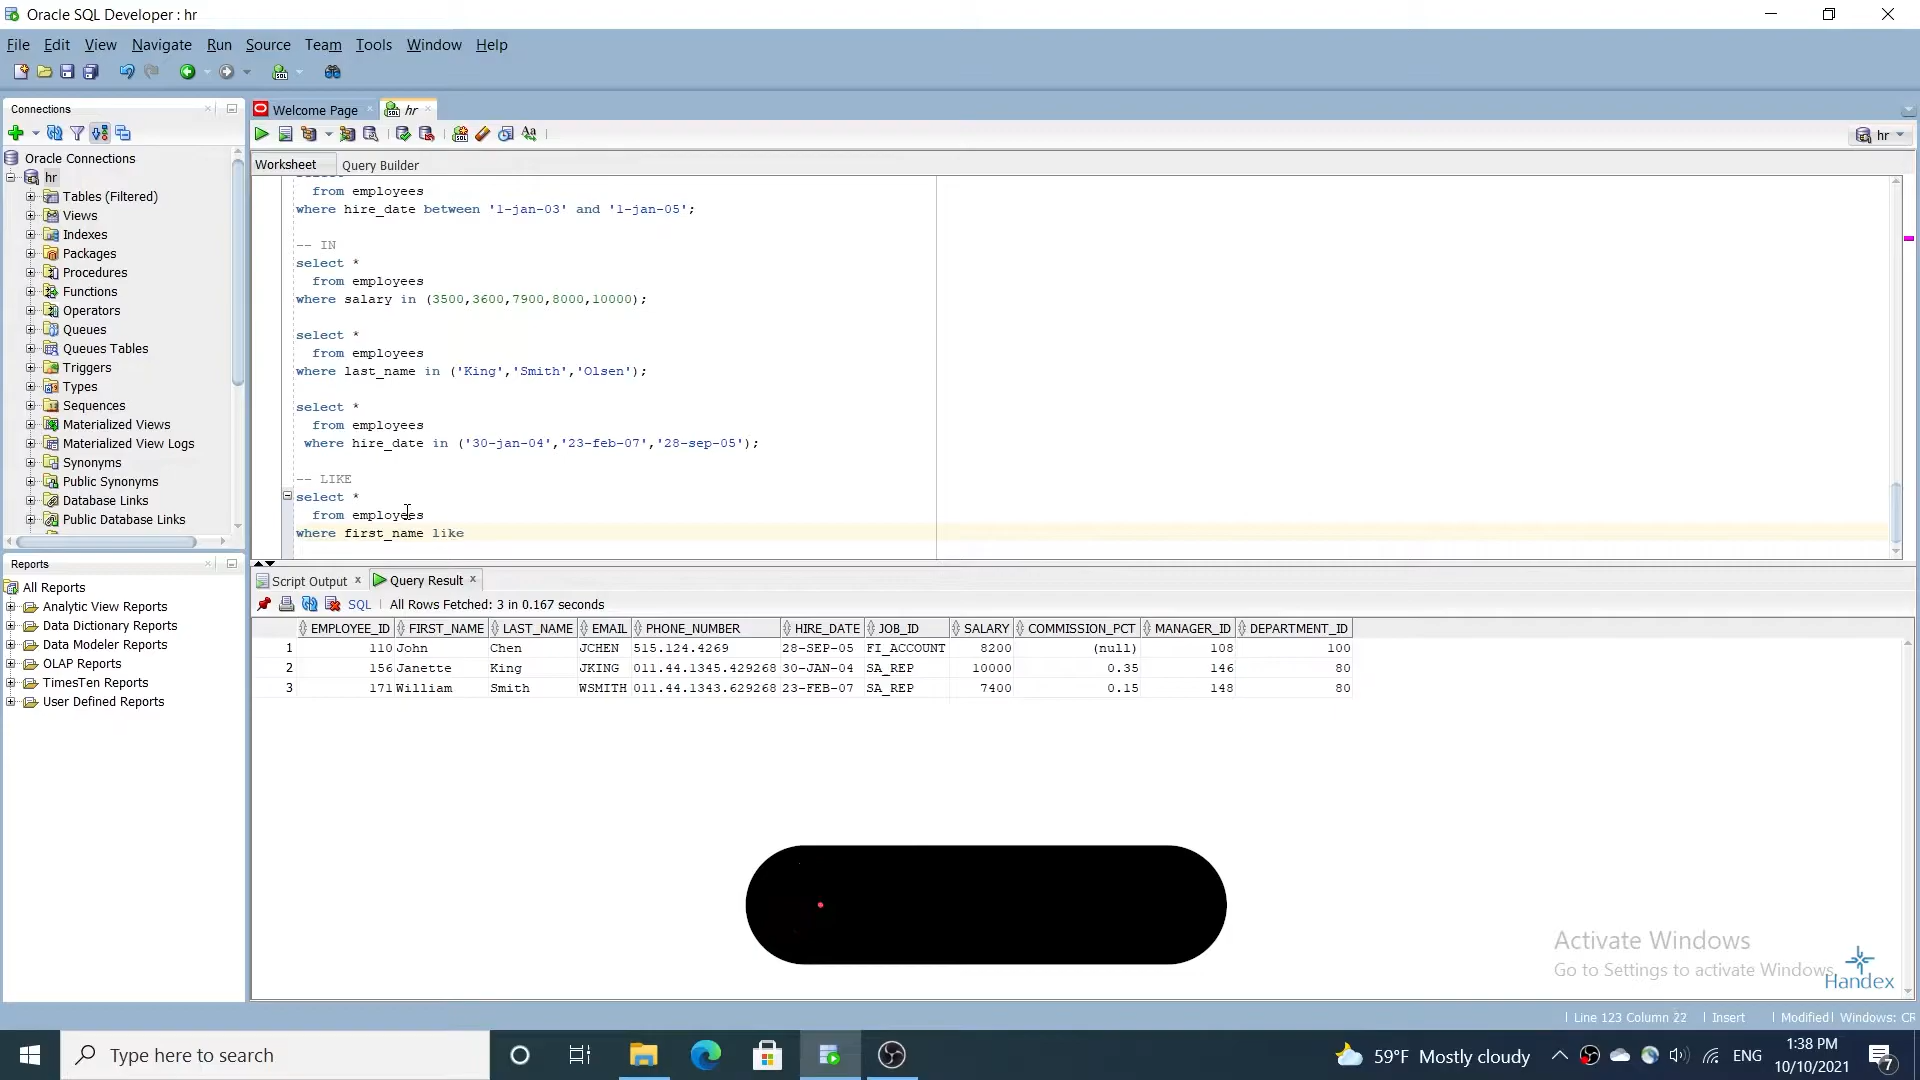 Oracle SQL Developer : hr
File Edit View Navigate Run Source Team Tools Window Help
Connections
Welcome Page
hr
hr
Oracle Connections
Worksheet Query Builder
hr
Tables (Filtered)
Views
Indexes
Packages
Procedures
Functions
Operators
Queues
Queues Tables
Triggers
Types
Sequences
Materialized Views
Materialized View Logs
Synonyms
Public Synonyms
Database Links
Public Database Links
from employees
where hire_date between '1-jan-03' and '1-jan-05';
-- IN
select *
from employees
where salary in (3500,3600,7900,8000,10000);
select *
from employees
where last_name in ('King','Smith','Olsen');
select *
from employees
where hire_date in ('30-jan-04','23-feb-07','28-sep-05');
-- LIKE
select *
from employees
where first_name like
Reports
All Reports
Analytic View Reports
Data Dictionary Reports
Data Modeler Reports
OLAP Reports
TimesTen Reports
User Defined Reports
Script Output x Query Result x
SQL | All Rows Fetched: 3 in 0.167 seconds
EMPLOYEE_ID FIRST_NAME LAST_NAME EMAIL PHONE_NUMBER HIRE_DATE JOB_ID SALARY COMMISSION_PCT MANAGER_ID DEPARTMENT_ID
1 110 John Chen JCHEN 515.124.4269 28-SEP-05 FI_ACCOUNT 8200 (null) 108 100
2 156 Janette King JKING 011.44.1345.429268 30-JAN-04 SA_REP 10000 0.35 146 80
3 171 William Smith WSMITH 011.44.1343.629268 23-FEB-07 SA_REP 7400 0.15 148 80
Activate Windows
Go to Settings to activate Windows
Handex
Line 123 Column 22 | Insert | Modified | Windows: CR
Type here to search
59°F Mostly cloudy
ENG
1:38 PM
10/10/2021
7